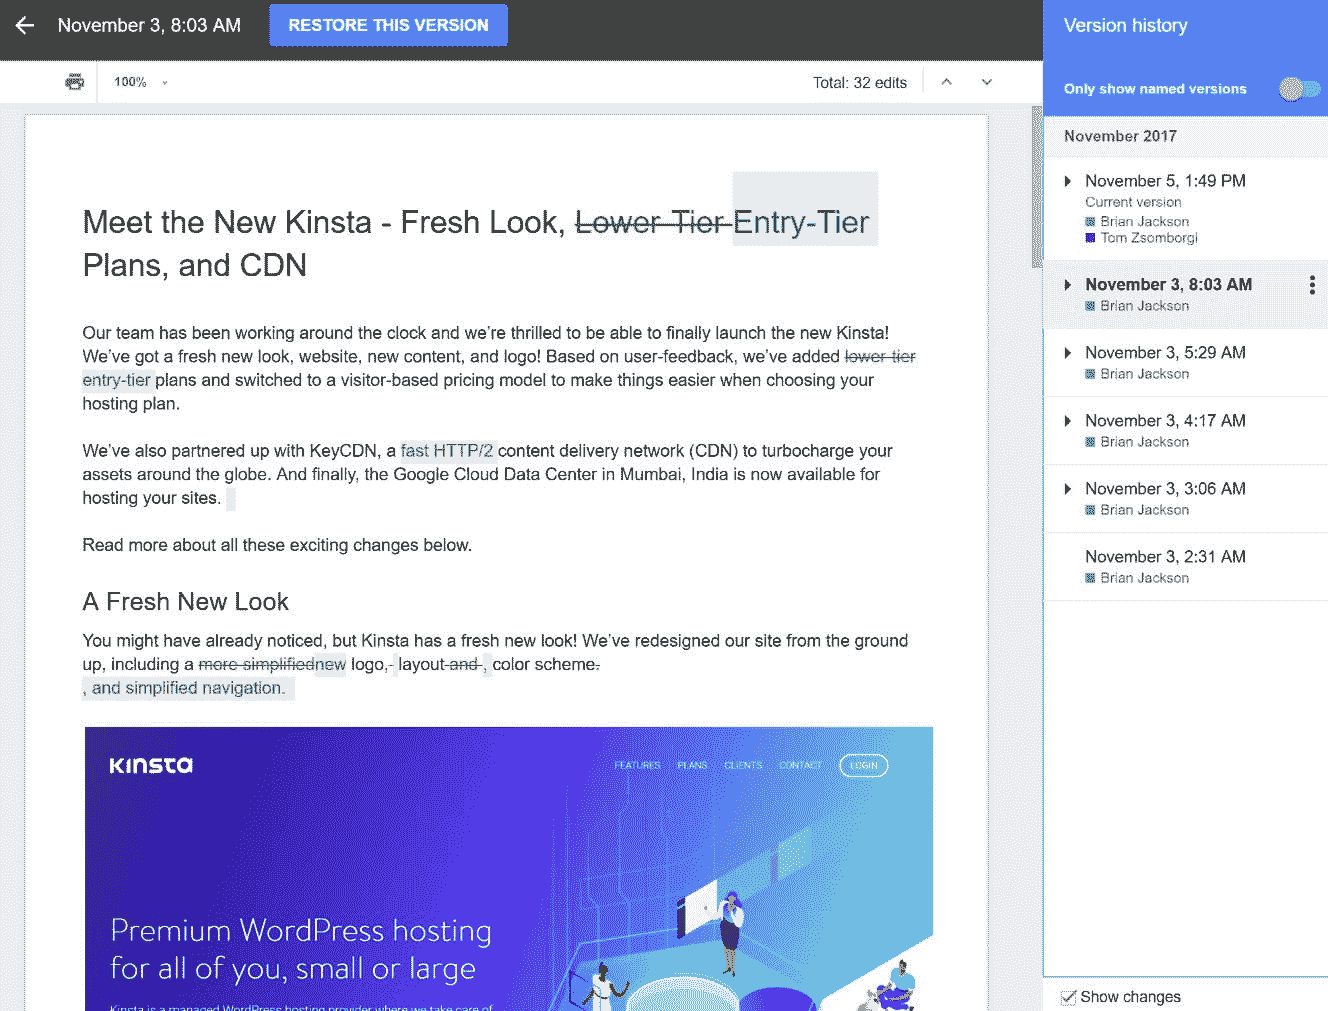 November 3, 8:03 AM
RESTORE THIS VERSION
100%
Total: 32 edits
Meet the New Kinsta - Fresh Look, Lower Tier Entry-Tier
Plans, and CDN
Our team has been working around the clock and we're thrilled to be able to finally launch the new Kinsta!
We've got a fresh new look, website, new content, and logo! Based on user-feedback, we've added lower tier
entry-tier plans and switched to a visitor-based pricing model to make things easier when choosing your
hosting plan.
We've also partnered up with KeyCDN, a fast HTTP/2 content delivery network (CDN) to turbocharge your
assets around the globe. And finally, the Google Cloud Data Center in Mumbai, India is now available for
hosting your sites.
Read more about all these exciting changes below.
A Fresh New Look
You might have already noticed, but Kinsta has a fresh new look! We've redesigned our site from the ground
up, including a more simplifiednew logo,- layout and , color scheme.
, and simplified navigation.
KINSTA
FEATURES PLANS CLIENTS CONTACT LOGIN
Premium WordPress hosting
for all of you, small or large
Kinsta is a managed WordPress hosting provider where we take care of
Version history
Only show named versions
November 2017
November 5, 1:49 PM
Current version
Brian Jackson
Tom Zsomborgi
November 3, 8:03 AM
Brian Jackson
November 3, 5:29 AM
Brian Jackson
November 3, 4:17 AM
Brian Jackson
November 3, 3:06 AM
Brian Jackson
November 3, 2:31 AM
Brian Jackson
Show changes